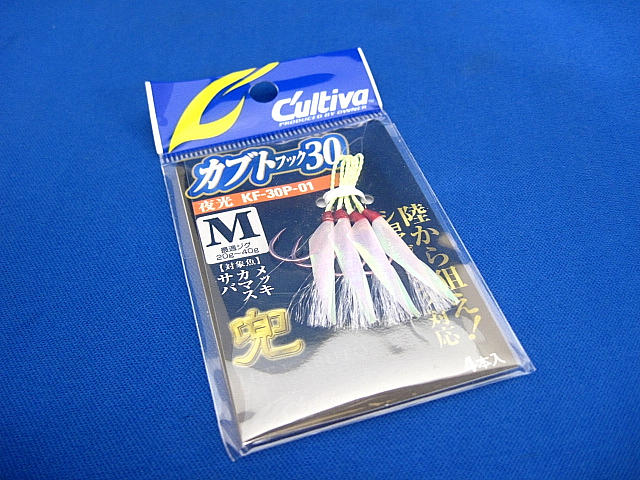 C'ultiva
PRODUCED BY OWNER
カブトフック30
夜光 KF-30P-01
M
最適ジグ
20g~40g
【対象魚】
メッキ
カマス
サバ
陸から狙え!
対応
兜
4本入